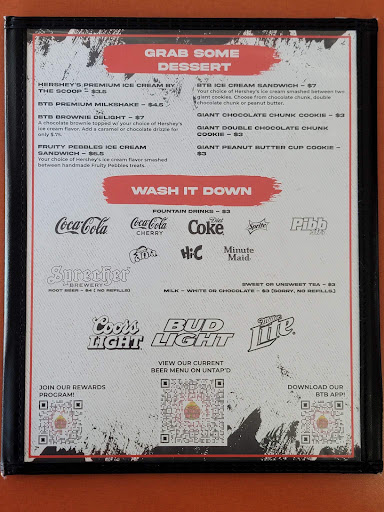 GRAB SOME
DESSERT
HERSHEY'S PREMIUM ICE CREAM BY
THE SCOOP - $3.5
BTB PREMIUM MILKSHAKE - $4.5
BTB BROWNIE DELIGHT - $7
A chocolate brownie topped w/ your choice of Hershey's
ice cream flavor. Add a caramel or chocolate drizzle for
only $.75.
FRUITY PEBBLES ICE CREAM
SANDWICH - $5.5
Your choice of Hershey's ice cream flavor smashed
between handmade Fruity Pebbles treats.
BTB ICE CREAM SANDWICH - $7
Your choice of Hershey's ice cream smashed between two
giant cookies. Choose from chocolate chunk, double
chocolate chunk or peanut butter.
GIANT CHOCOLATE CHUNK COOKIE - $3
GIANT DOUBLE CHOCOLATE CHUNK
COOKIE - $3
GIANT PEANUT BUTTER CUP COOKIE -
$3
WASH IT DOWN
FOUNTAIN DRINKS - $3
Coca-Cola
Coca-Cola
CHERRY
Diet
Coke
Sprite
Pibb
XTRA
Hi-C
Minute
Maid
Sprecher
BREWERY
ROOT BEER - $4 ( NO REFILLS)
SWEET OR UNSWEET TEA - $3
MILK - WHITE OR CHOCOLATE - $3 (SORRY, NO REFILLS.)
Coors
LIGHT
BUD
LIGHT
Miller
Lite
VIEW OUR CURRENT
BEER MENU ON UNTAP'D
JOIN OUR REWARDS
PROGRAM!
DOWNLOAD OUR
BTB APP!